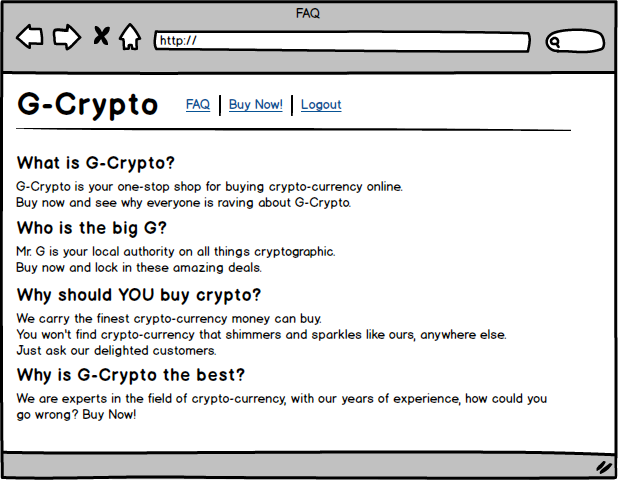 FAQ
http://
G-Crypto
FAQ
Buy Now!
Logout
What is G-Crypto?
G-Crypto is your one-stop shop for buying crypto-currency online.
Buy now and see why everyone is raving about G-Crypto.
Who is the big G?
Mr. G is your local authority on all things cryptographic.
Buy now and lock in these amazing deals.
Why should YOU buy crypto?
We carry the finest crypto-currency money can buy.
You won't find crypto-currency that shimmers and sparkles like ours, anywhere else.
Just ask our delighted customers.
Why is G-Crypto the best?
We are experts in the field of crypto-currency, with our years of experience, how could you
go wrong? Buy Now!